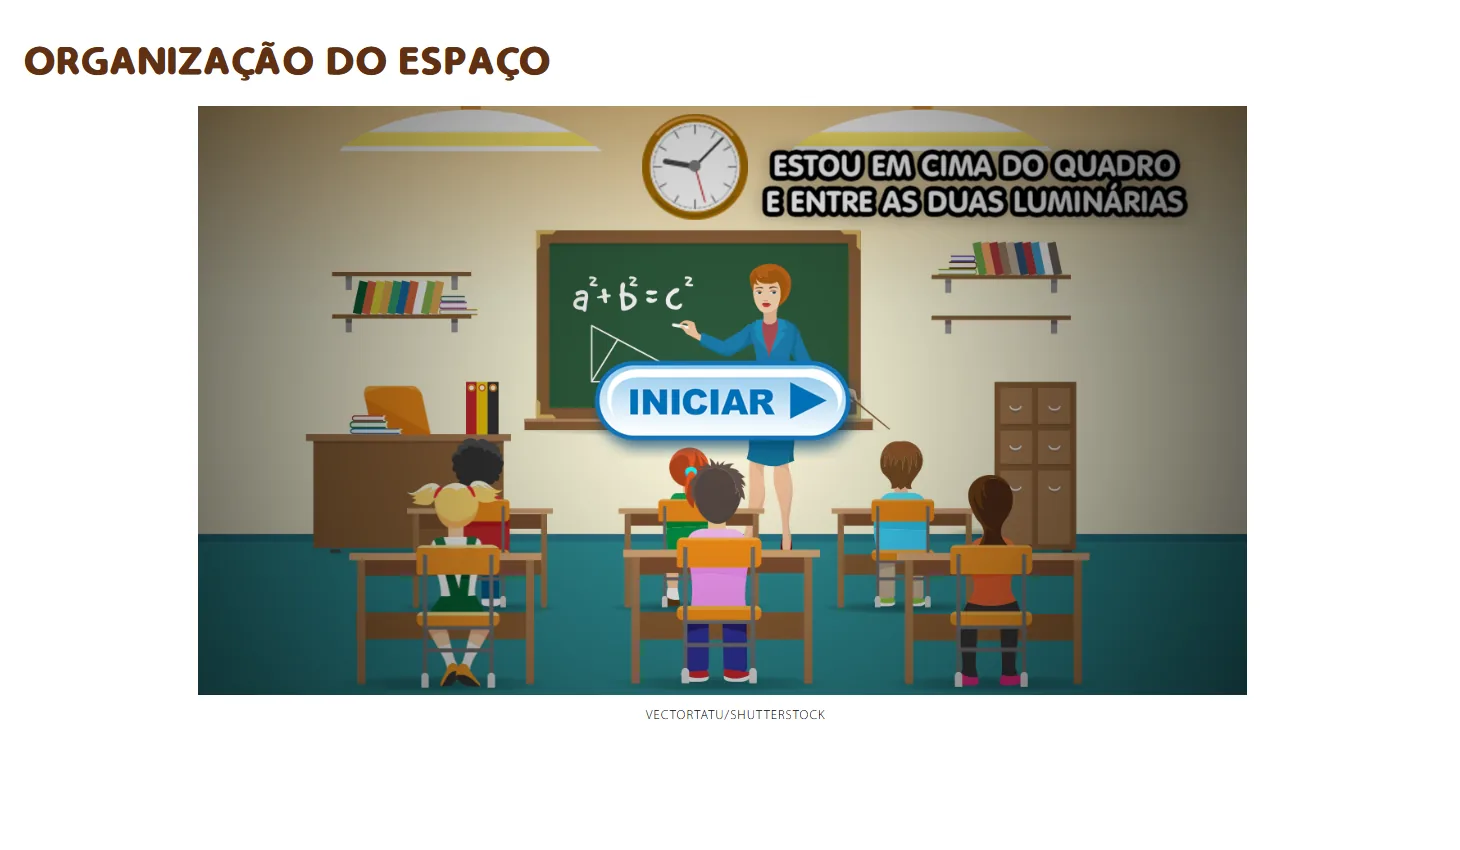 ORGANIZAÇÃO DO ESPAÇO
ESTOU EM CIMA DO QUADRO
E ENTRE AS DUAS LUMINÁRIAS
a²+b²=c²
INICIAR
VECTORTATU/SHUTTERSTOCK